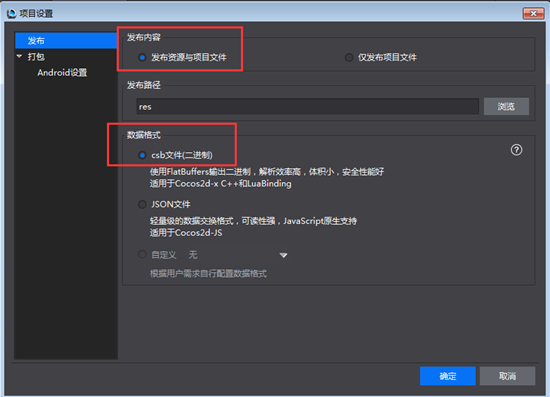 项目设置
发布
打包
Android设置
发布内容
发布资源与项目文件
仅发布项目文件
发布路径
res
浏览
数据格式
csb文件(二进制)
使用FlatBuffers输出二进制，解析效率高，体积小，安全性能好
适用于Cocos2d-x C++和LuaBinding
JSON文件
轻量级的数据交换格式，可读性强，JavaScript原生支持
适用于Cocos2d-JS
自定义 无
根据用户需求自行配置数据格式
确定
取消